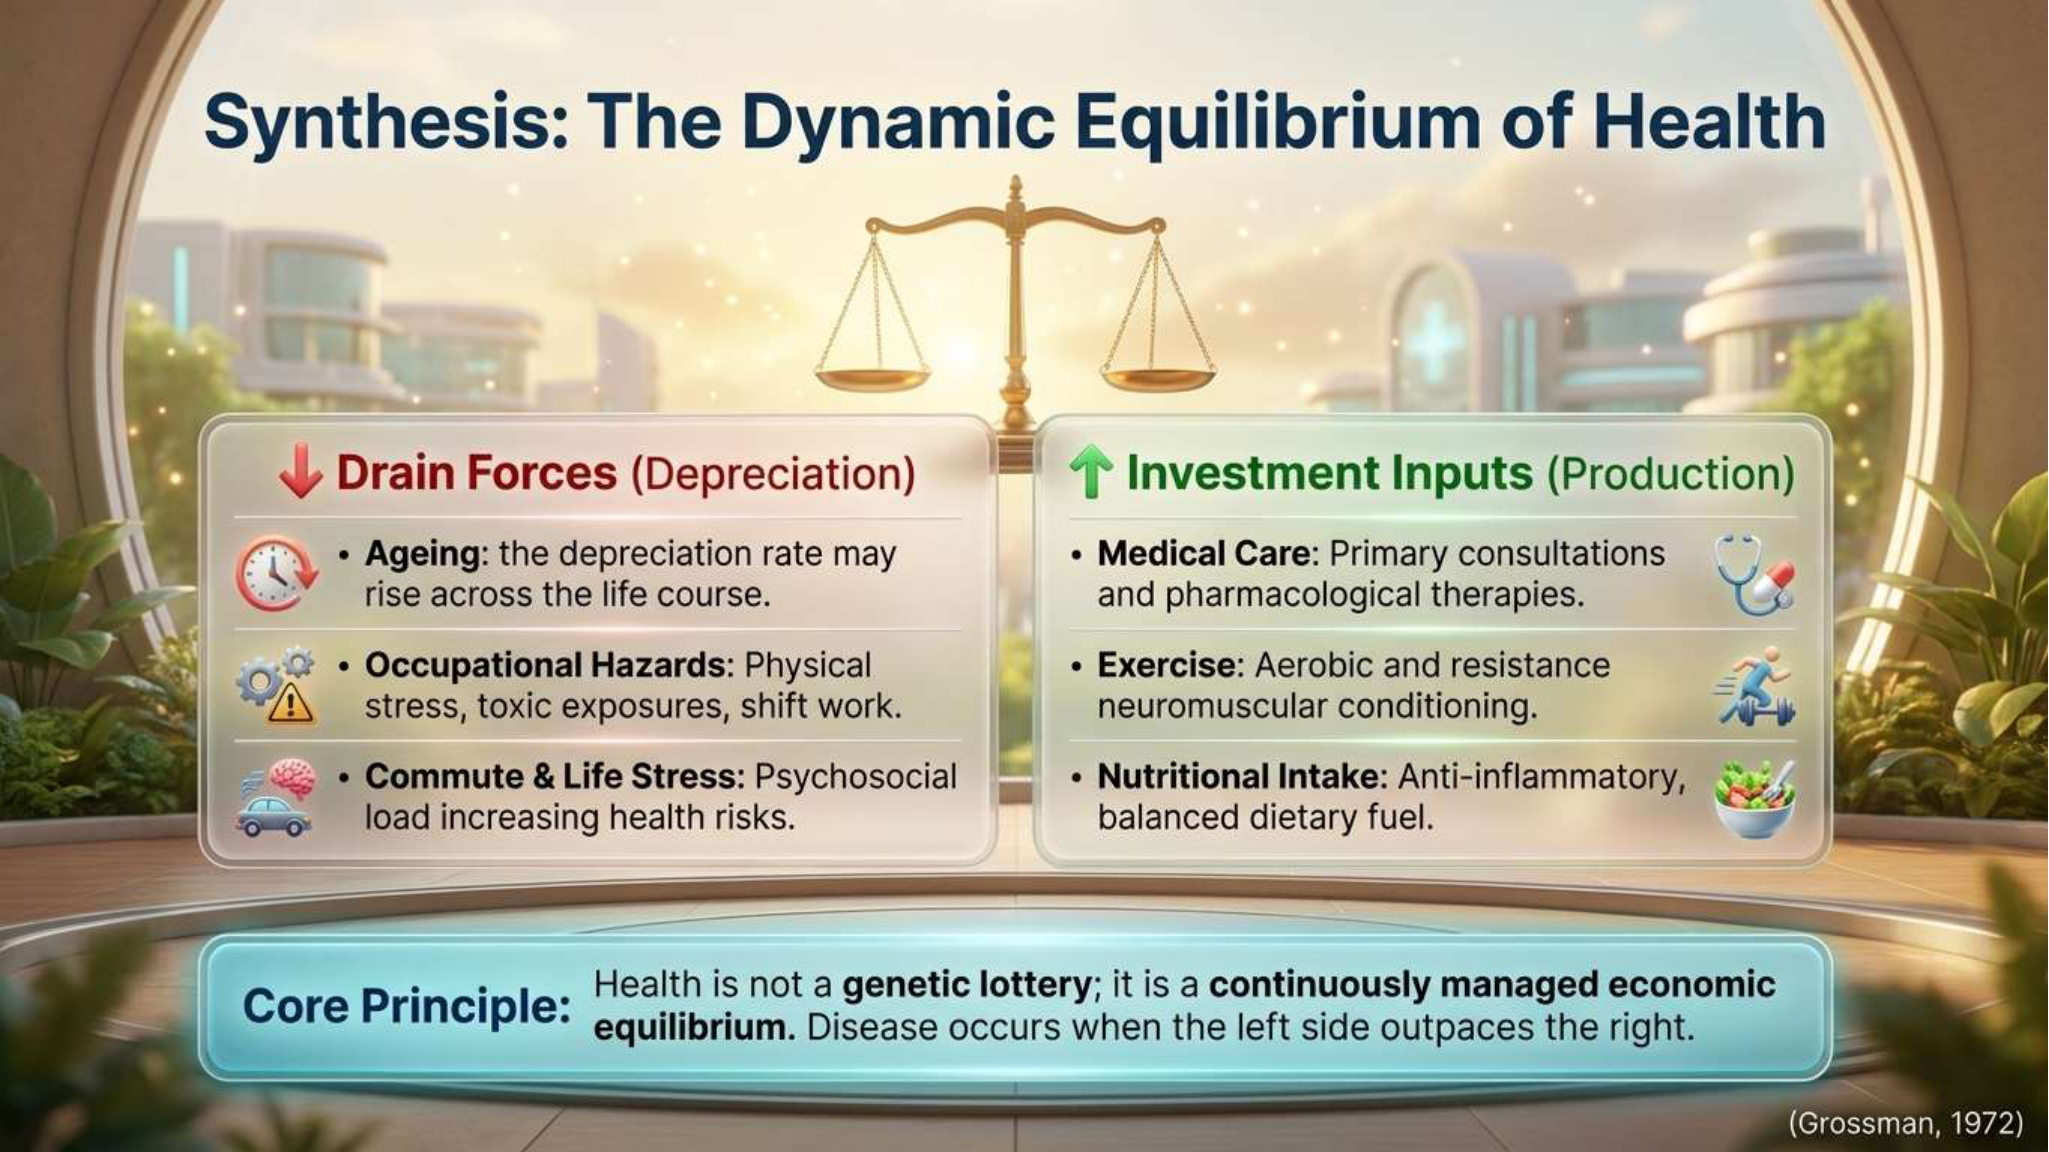 Synthesis: The Dynamic Equilibrium of Health
Drain Forces (Depreciation)
• Ageing: the depreciation rate may
rise across the life course.
• Occupational Hazards: Physical
stress, toxic exposures, shift work.
• Commute & Life Stress: Psychosocial
load increasing health risks.
Investment Inputs (Production)
• Medical Care: Primary consultations
and pharmacological therapies.
• Exercise: Aerobic and resistance
neuromuscular conditioning.
• Nutritional Intake: Anti-inflammatory,
balanced dietary fuel.
Core Principle:
Health is not a genetic lottery; it is a continuously managed economic
equilibrium. Disease occurs when the left side outpaces the right.
(Grossman, 1972)